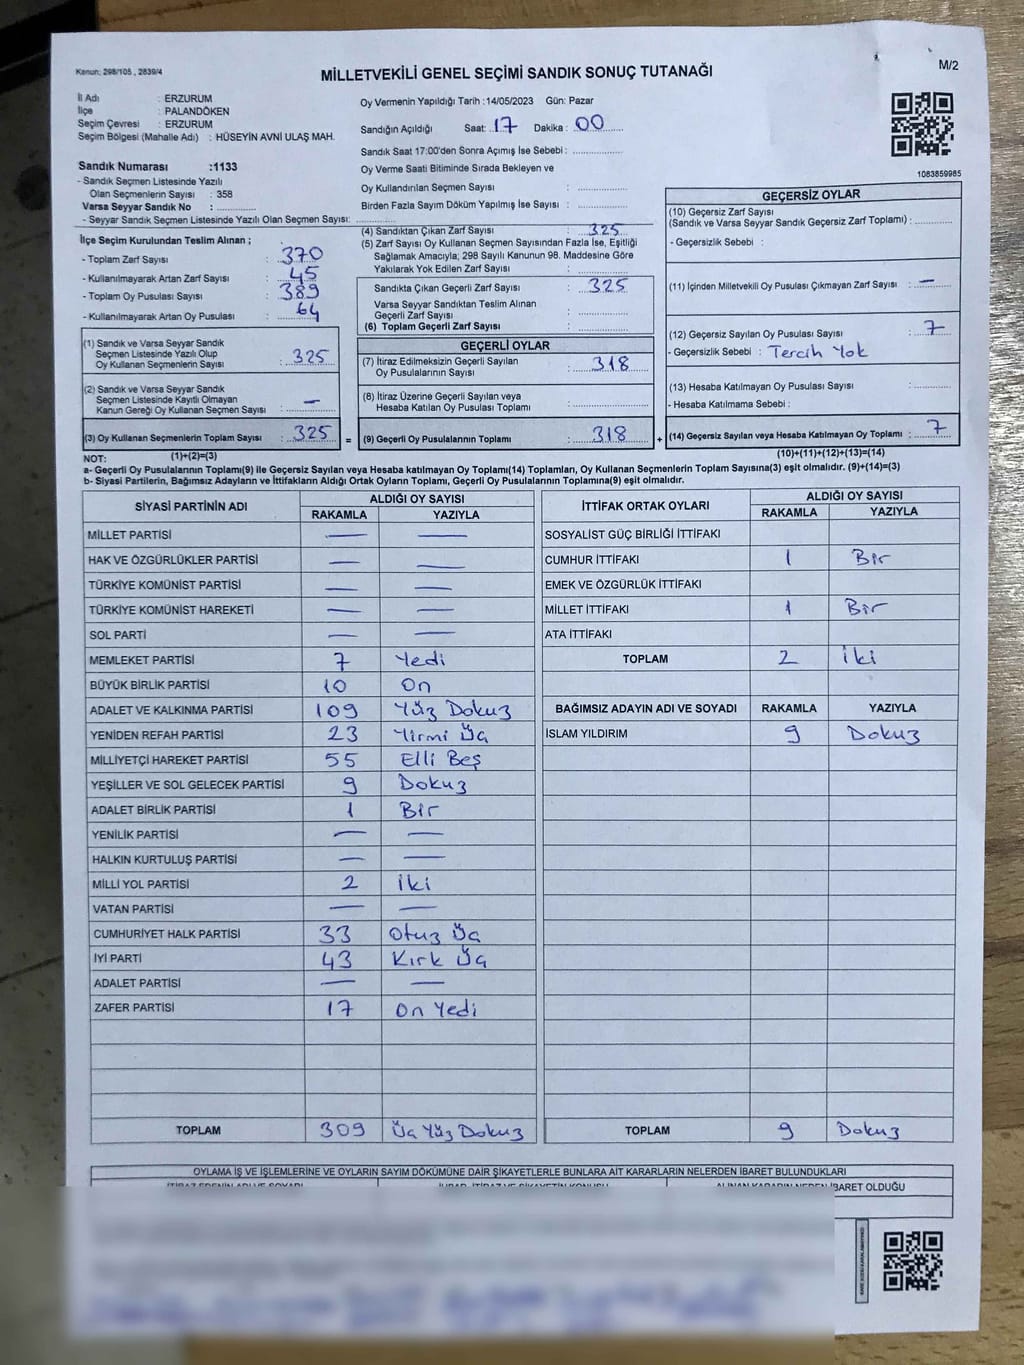 Kanun: 298/105, 2839/4
MİLLETVEKİLİ GENEL SEÇİMİ SANDIK SONUÇ TUTANAĞI
M/2
İl Adı : ERZURUM
İlçe : PALANDÖKEN
Seçim Çevresi : ERZURUM
Seçim Bölgesi (Mahalle Adı) : HÜSEYİN AVNİ ULAŞ MAH.
Sandık Numarası :1133
- Sandık Seçmen Listesinde Yazılı
Olan Seçmenlerin Sayısı : 358
Varsa Seyyar Sandık No :
- Seyyar Sandık Seçmen Listesinde Yazılı Olan Seçmen Sayısı:
Oy Vermenin Yapıldığı Tarih :14/05/2023 Gün: Pazar
Sandığın Açıldığı Saat: 17 Dakika: 00
Sandık Saat 17:00'den Sonra Açımış İse Sebebi :
Oy Verme Saati Bitiminde Sırada Bekleyen ve
Oy Kullandırılan Seçmen Sayısı :
Birden Fazla Sayım Döküm Yapılmış İse Sayısı :
1083859985
İlçe Seçim Kurulundan Teslim Alınan ;
- Toplam Zarf Sayısı : 370
- Kullanılmayarak Artan Zarf Sayısı : 45
- Toplam Oy Pusulası Sayısı : 389
- Kullanılmayarak Artan Oy Pusulası : 64
(1) Sandık ve Varsa Seyyar Sandık
Seçmen Listesinde Yazılı Olup
Oy Kullanan Seçmenlerin Sayısı : 325
(2) Sandık ve Varsa Seyyar Sandık
Seçmen Listesinde Kayıtlı Olmayan
Kanun Gereği Oy Kullanan Seçmen Sayısı : —
(3) Oy Kullanan Seçmenlerin Toplam Sayısı : 325 =
(4) Sandıktan Çıkan Zarf Sayısı : 325
(5) Zarf Sayısı Oy Kullanan Seçmen Sayısından Fazla İse, Eşitliği
Sağlamak Amacıyla; 298 Sayılı Kanunun 98. Maddesine Göre
Yakılarak Yok Edilen Zarf Sayısı :
Sandıkta Çıkan Geçerli Zarf Sayısı : 325
Varsa Seyyar Sandıktan Teslim Alınan
Geçerli Zarf Sayısı :
(6) Toplam Geçerli Zarf Sayısı :
GEÇERLİ OYLAR
(7) İtiraz Edilmeksizin Geçerli Sayılan
Oy Pusulalarının Sayısı : 318
(8) İtiraz Üzerine Geçerli Sayılan veya
Hesaba Katılan Oy Pusulaları Toplamı :
(9) Geçerli Oy Pusulalarının Toplamı : 318 +
GEÇERSİZ OYLAR
(10) Geçersiz Zarf Sayısı
(Sandık ve Varsa Seyyar Sandık Geçersiz Zarf Toplamı) :
- Geçersizlik Sebebi :
(11) İçinden Milletvekili Oy Pusulası Çıkmayan Zarf Sayısı : —
(12) Geçersiz Sayılan Oy Pusulası Sayısı : 7
- Geçersizlik Sebebi : Tercih Yok
(13) Hesaba Katılmayan Oy Pusulası Sayısı :
- Hesaba Katılmama Sebebi :
(14) Geçersiz Sayılan veya Hesaba Katılmayan Oy Toplamı : 7
NOT: (1)+(2)=(3) (10)+(11)+(12)+(13)=(14)
a- Geçerli Oy Pusulalarının Toplamı(9) ile Geçersiz Sayılan veya Hesaba katılmayan Oy Toplamı(14) Toplamları, Oy Kullanan Seçmenlerin Toplam Sayısına(3) eşit olmalıdır. (9)+(14)=(3)
b- Siyasi Partilerin, Bağımsız Adayların ve İttifakların Aldığı Ortak Oyların Toplamı, Geçerli Oy Pusulalarının Toplamına(9) eşit olmalıdır.
SİYASİ PARTİNİN ADI ALDIĞI OY SAYISI
RAKAMLA YAZIYLA
MİLLET PARTİSİ — —
HAK VE ÖZGÜRLÜKLER PARTİSİ — —
TÜRKİYE KOMÜNİST PARTİSİ — —
TÜRKİYE KOMÜNİST HAREKETİ — —
SOL PARTİ — —
MEMLEKET PARTİSİ 7 Yedi
BÜYÜK BİRLİK PARTİSİ 10 On
ADALET VE KALKINMA PARTİSİ 109 Yüz Dokuz
YENİDEN REFAH PARTİSİ 23 Yirmi Üç
MİLLİYETÇİ HAREKET PARTİSİ 55 Elli Beş
YEŞİLLER VE SOL GELECEK PARTİSİ 9 Dokuz
ADALET BİRLİK PARTİSİ 1 Bir
YENİLİK PARTİSİ — —
HALKIN KURTULUŞ PARTİSİ — —
MİLLİ YOL PARTİSİ 2 İki
VATAN PARTİSİ — —
CUMHURİYET HALK PARTİSİ 33 Otuz Üç
İYİ PARTİ 43 Kırk Üç
ADALET PARTİSİ — —
ZAFER PARTİSİ 17 On Yedi
TOPLAM 309 Üç Yüz Dokuz
İTTİFAK ORTAK OYLARI ALDIĞI OY SAYISI
RAKAMLA YAZIYLA
SOSYALİST GÜÇ BİRLİĞİ İTTİFAKI
CUMHUR İTTİFAKI 1 Bir
EMEK VE ÖZGÜRLÜK İTTİFAKI
MİLLET İTTİFAKI 1 Bir
ATA İTTİFAKI
TOPLAM 2 İki
BAĞIMSIZ ADAYIN ADI VE SOYADI RAKAMLA YAZIYLA
İSLAM YILDIRIM 9 Dokuz
TOPLAM 9 Dokuz
OYLAMA İŞ VE İŞLEMLERİNE VE OYLARIN SAYIM DÖKÜMÜNE DAİR ŞİKAYETLERLE BUNLARA AİT KARARLARIN NELERDEN İBARET BULUNDUKLARI
ALINAN KARARIN NEDEN İBARET OLDUĞU